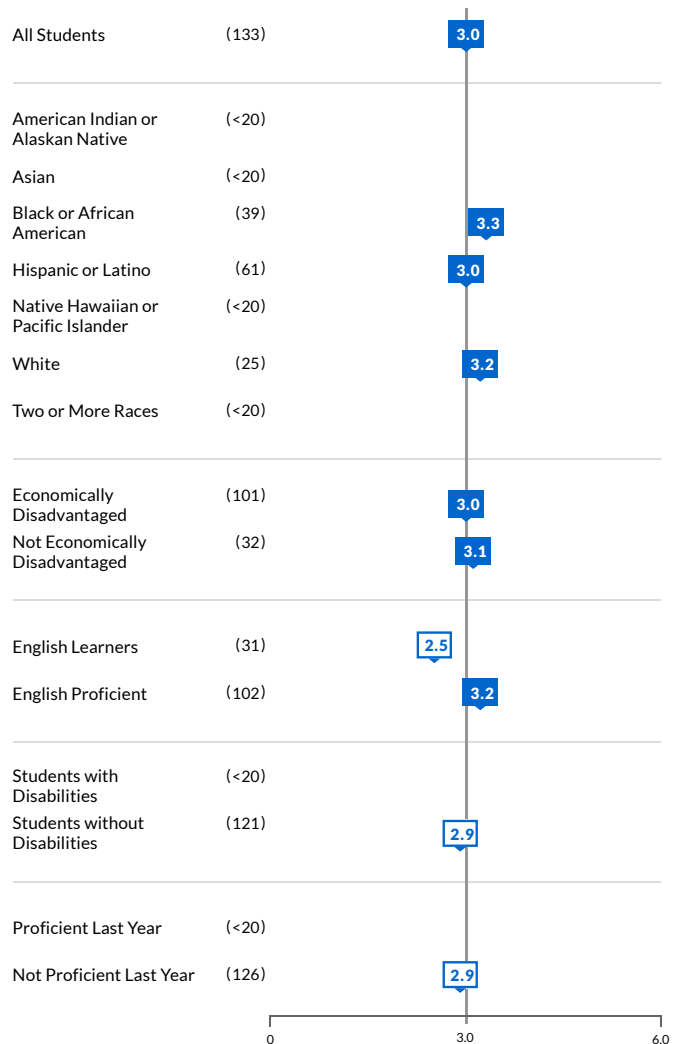 All Students (133) 3.0
American Indian or (<20)
Alaskan Native
Asian (<20)
Black or African (39) 3.3
American
Hispanic or Latino (61) 3.0
Native Hawaiian or (<20)
Pacific Islander
White (25) 3.2
Two or More Races (<20)
Economically (101) 3.0
Disadvantaged
Not Economically (32) 3.1
Disadvantaged
English Learners (31) 2.5
English Proficient (102) 3.2
Students with (<20)
Disabilities
Students without (121) 2.9
Disabilities
Proficient Last Year (<20)
Not Proficient Last Year (126) 2.9
0 3.0 6.0